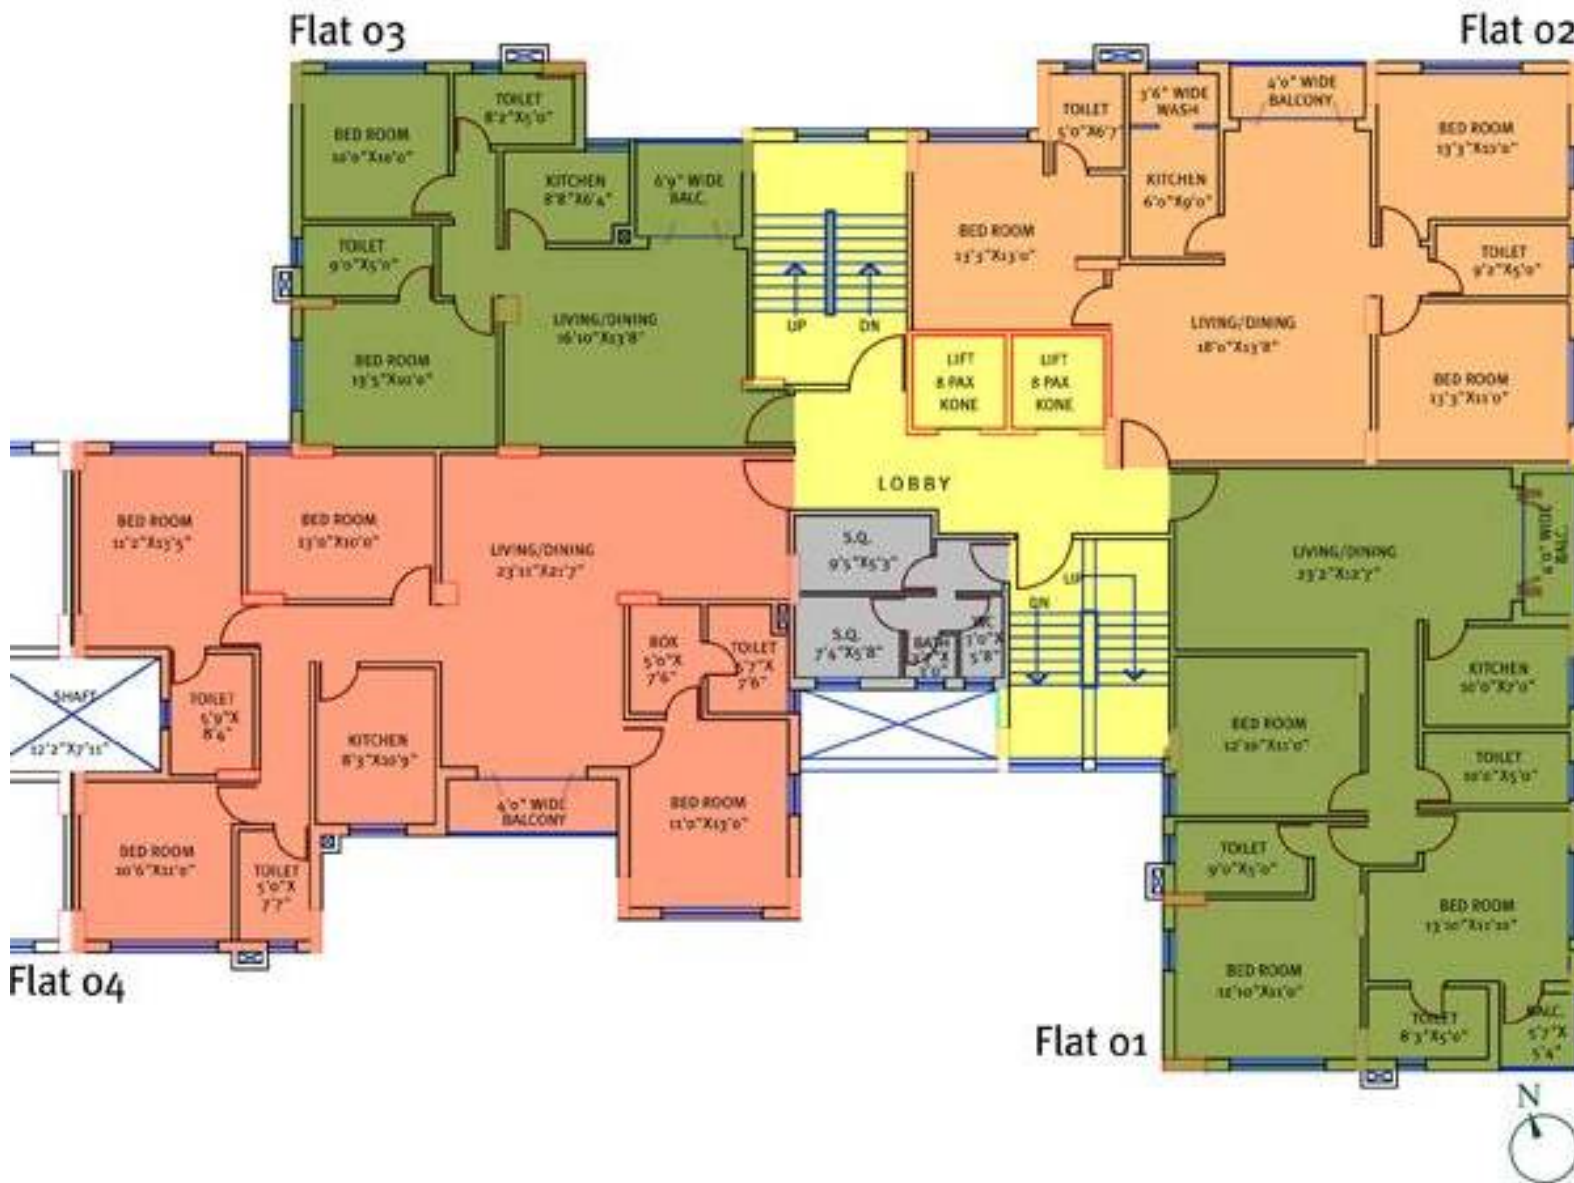 Flat 03
Flat 02
BED ROOM
10'0"X10'0"
TOILET
8'2"X5'0"
KITCHEN
8'8"X6'4"
6'9" WIDE
BALC.
TOILET
9'0"X5'0"
BED ROOM
13'5"X10'0"
LIVING/DINING
16'10"X13'8"
UP
DN
LIFT
8 PAX
KONE
LIFT
8 PAX
KONE
LOBBY
BED ROOM
13'3"X13'0"
TOILET
5'0"X6'7"
3'6" WIDE
WASH
KITCHEN
6'0"X9'0"
4'0" WIDE
BALCONY
LIVING/DINING
18'0"X13'8"
BED ROOM
TOILET
9'2"X5'0"
BED ROOM
13'3"X11'0"
BED ROOM
11'2"X13'5"
BED ROOM
13'0"X10'0"
LIVING/DINING
23'11"X21'7"
BOX
5'0"X
7'6"
TOILET
5'7"X
7'6"
SHAFT
12'2"X7'11"
TOILET
5'9"X
8'4"
KITCHEN
8'3"X10'9"
4'0" WIDE
BALCONY
BED ROOM
11'0"X13'0"
BED ROOM
10'6"X11'0"
TOILET
5'0"X
7'7"
Flat 04
S.Q.
9'5"X5'3"
S.Q.
7'4"X5'8"
BATH
WC
3'0"X
5'8"
DN
UP
LIVING/DINING
23'2"X12'7"
4'0" WIDE
BALC.
KITCHEN
10'0"X7'0"
TOILET
10'0"X5'0"
BED ROOM
12'10"X11'0"
TOILET
9'0"X5'0"
BED ROOM
BED ROOM
12'10"X11'0"
TOILET
8'3"X5'0"
BALC.
5'7"X
5'4"
Flat 01
N